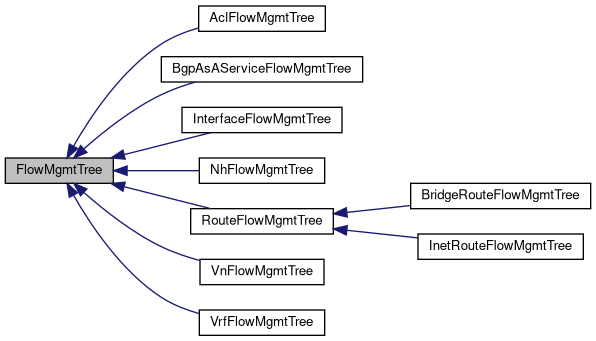 AclFlowMgmtTree
BgpAsAServiceFlowMgmtTree
InterfaceFlowMgmtTree
FlowMgmtTree
NhFlowMgmtTree
BridgeRouteFlowMgmtTree
RouteFlowMgmtTree
InetRouteFlowMgmtTree
VnFlowMgmtTree
VrfFlowMgmtTree